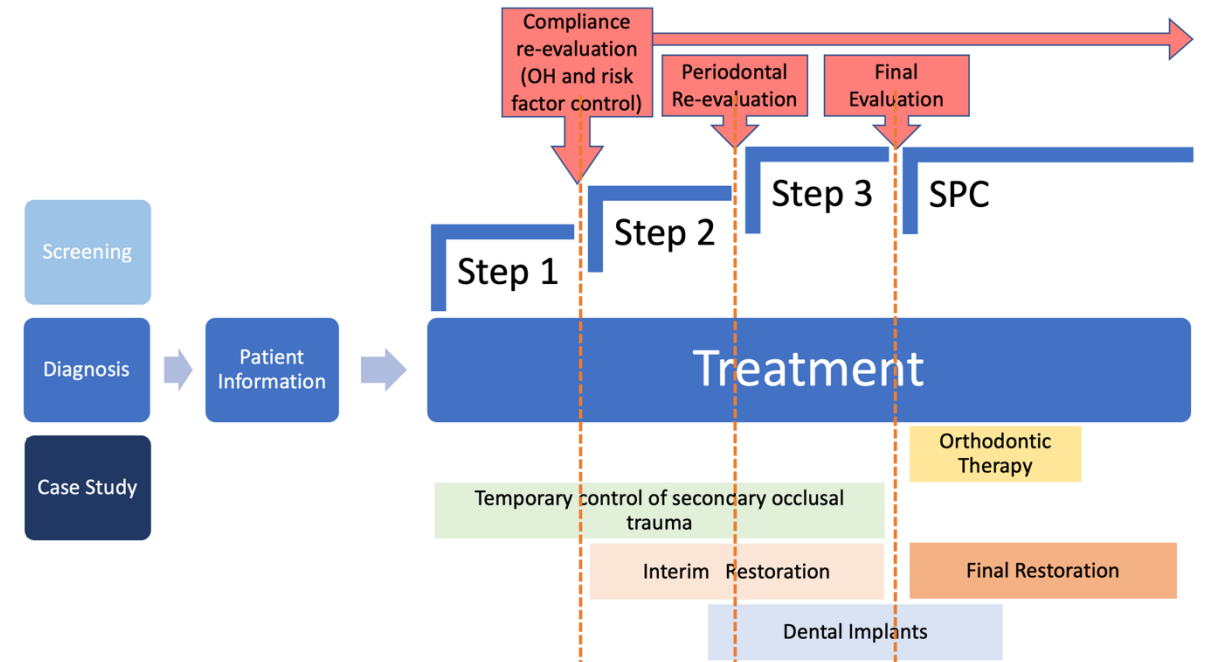 Compliance
re-evaluation
(OH and risk
factor control)
Periodontal
Re-evaluation
Final
Evaluation
Step 1
Step 2
Step 3
SPC
Screening
Diagnosis
Case Study
Patient
Information
Treatment
Orthodontic
Therapy
Temporary control of secondary occlusal
trauma
Interim Restoration
Final Restoration
Dental Implants